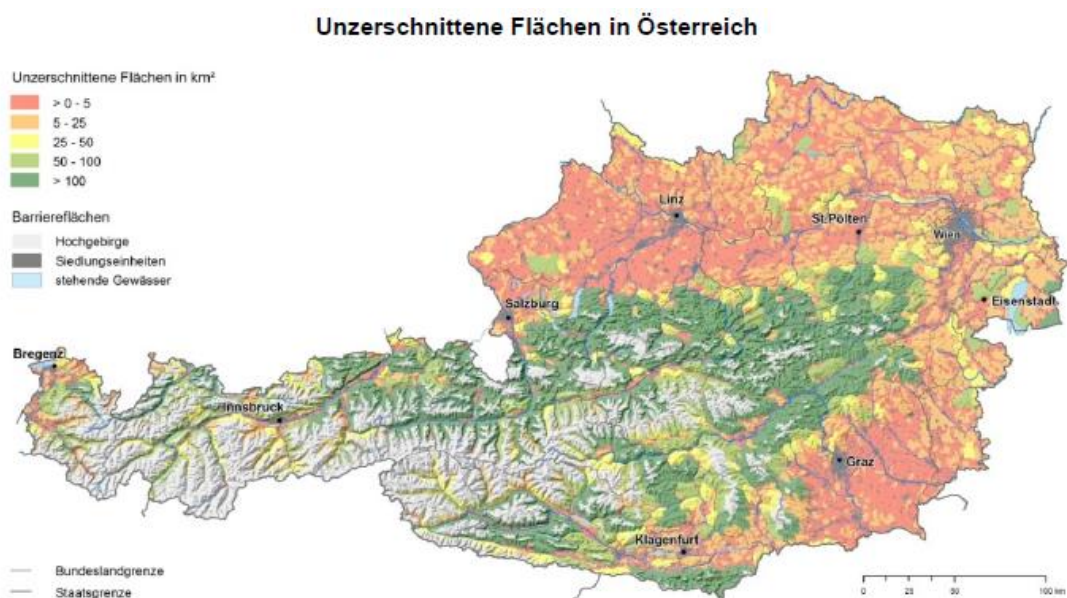 Unzerschnittene Flächen in Österreich
Unzerschnittene Flächen in km²
> 0 - 5
5 - 25
25 - 50
50 - 100
> 100
Barriereflächen
Hochgebirge
Siedlungseinheiten
stehende Gewässer
Linz
St.Pölten
Wien
Salzburg
Eisenstadt
Bregenz
Innsbruck
Graz
Klagenfurt
Bundeslandgrenze
Staatsgrenze
0 25 50 100 km